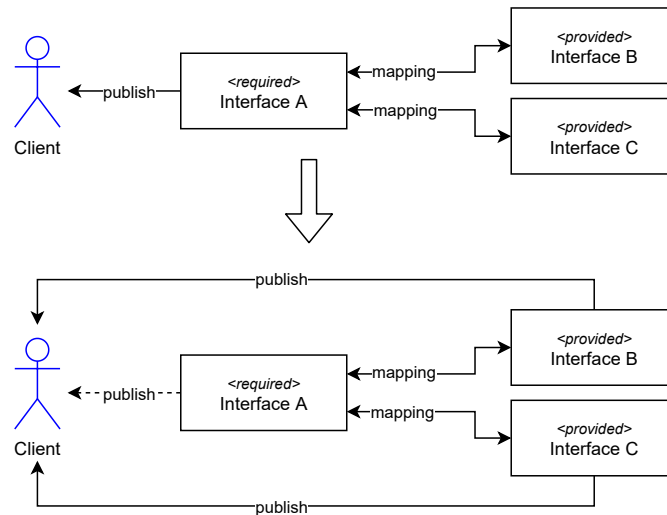 <provided>
Interface B
<required>
Interface A
mapping
publish
mapping
<provided>
Interface C
Client
publish
<provided>
Interface B
<required>
Interface A
mapping
publish
mapping
<provided>
Interface C
Client
publish